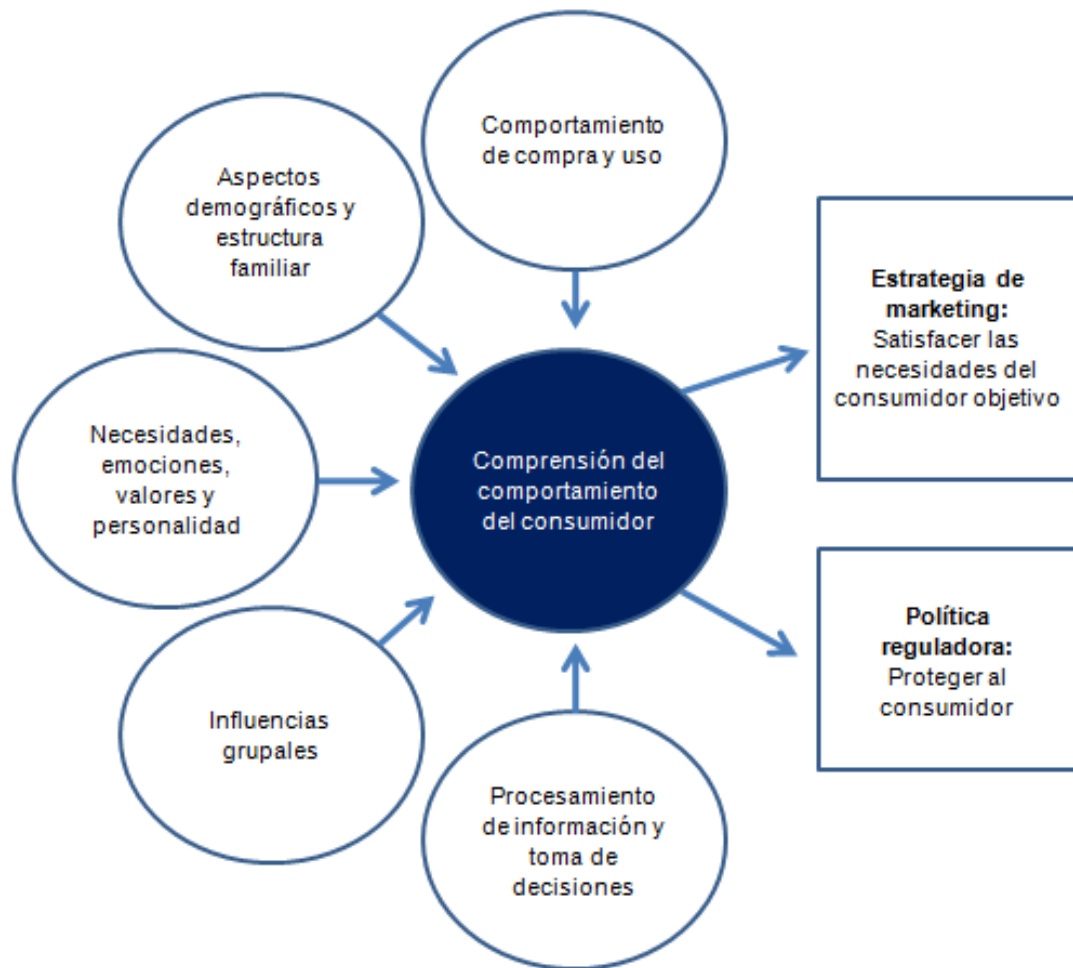 Comportamiento
de compra y uso
Aspectos
demográficos y
estructura
familiar
Estrategia de
marketing:
Satisfacer las
necesidades del
consumidor objetivo
Necesidades,
emociones,
valores y
personalidad
Comprensión del
comportamiento
del consumidor
Política
reguladora:
Proteger al
consumidor
Influencias
grupales
Procesamiento
de información y
toma de
decisiones